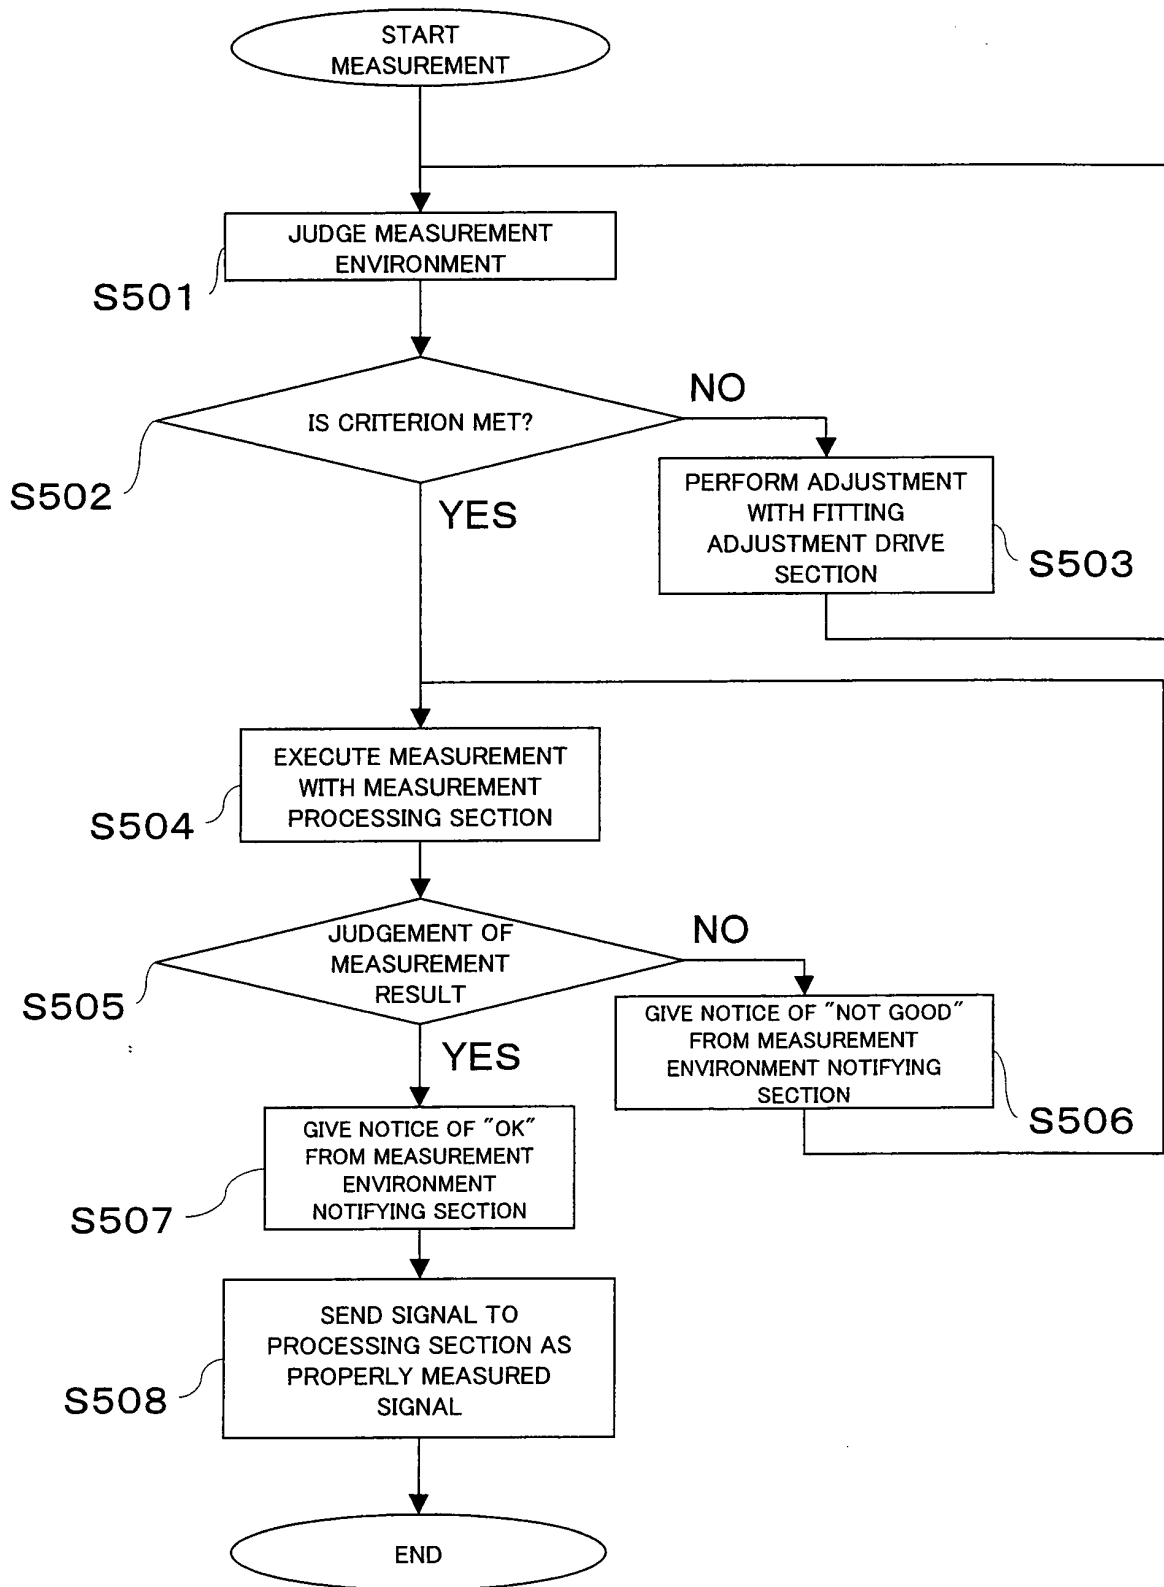 START
MEASUREMENT
JUDGE MEASUREMENT
ENVIRONMENT
S501
IS CRITERION MET?
NO
S502
YES
PERFORM ADJUSTMENT
WITH FITTING
ADJUSTMENT DRIVE
SECTION
S503
EXECUTE MEASUREMENT
WITH MEASUREMENT
PROCESSING SECTION
S504
JUDGEMENT OF
MEASUREMENT
RESULT
NO
S505
YES
GIVE NOTICE OF "NOT GOOD"
FROM MEASUREMENT
ENVIRONMENT NOTIFYING
SECTION
S506
GIVE NOTICE OF "OK"
FROM MEASUREMENT
ENVIRONMENT
NOTIFYING SECTION
S507
SEND SIGNAL TO
PROCESSING SECTION AS
PROPERLY MEASURED
SIGNAL
S508
END